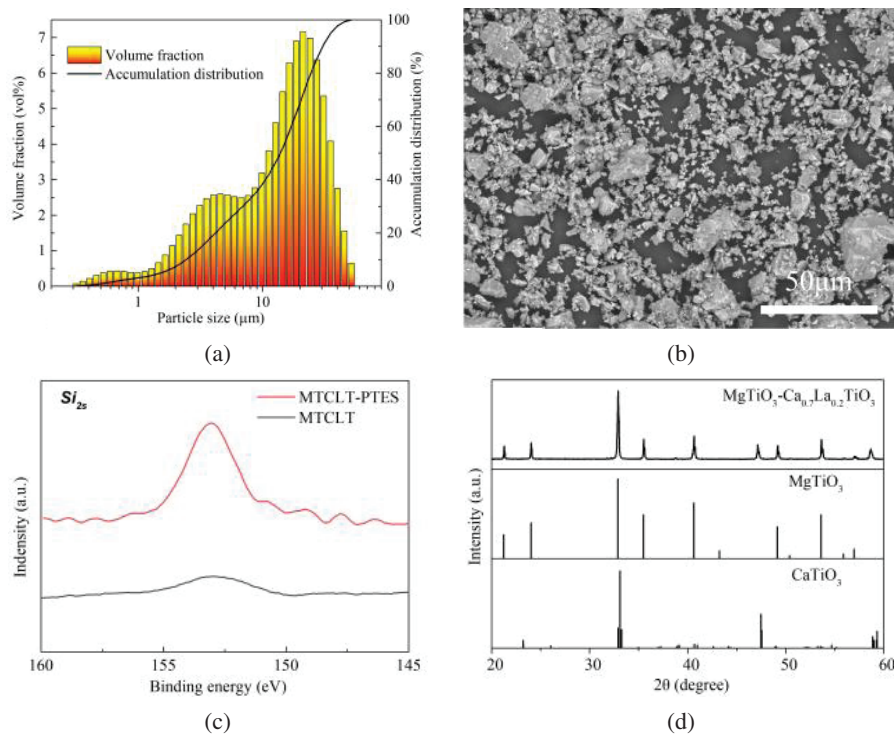 7
6
5
4
3
2
1
0
Volume fraction (vol%)
Volume fraction
Accumulation distribution
100
80
60
40
20
0
Accumulation distribution (%)
1
10
Particle size (μm)
(a)
50μm
(b)
Si2s
MTCLT-PTES
MTCLT
Indensity (a.u.)
160
155
150
145
Binding energy (eV)
(c)
MgTiO3-Ca0.7La0.2TiO3
MgTiO3
CaTiO3
Intensity (a.u.)
20
30
40
50
60
2θ (degree)
(d)